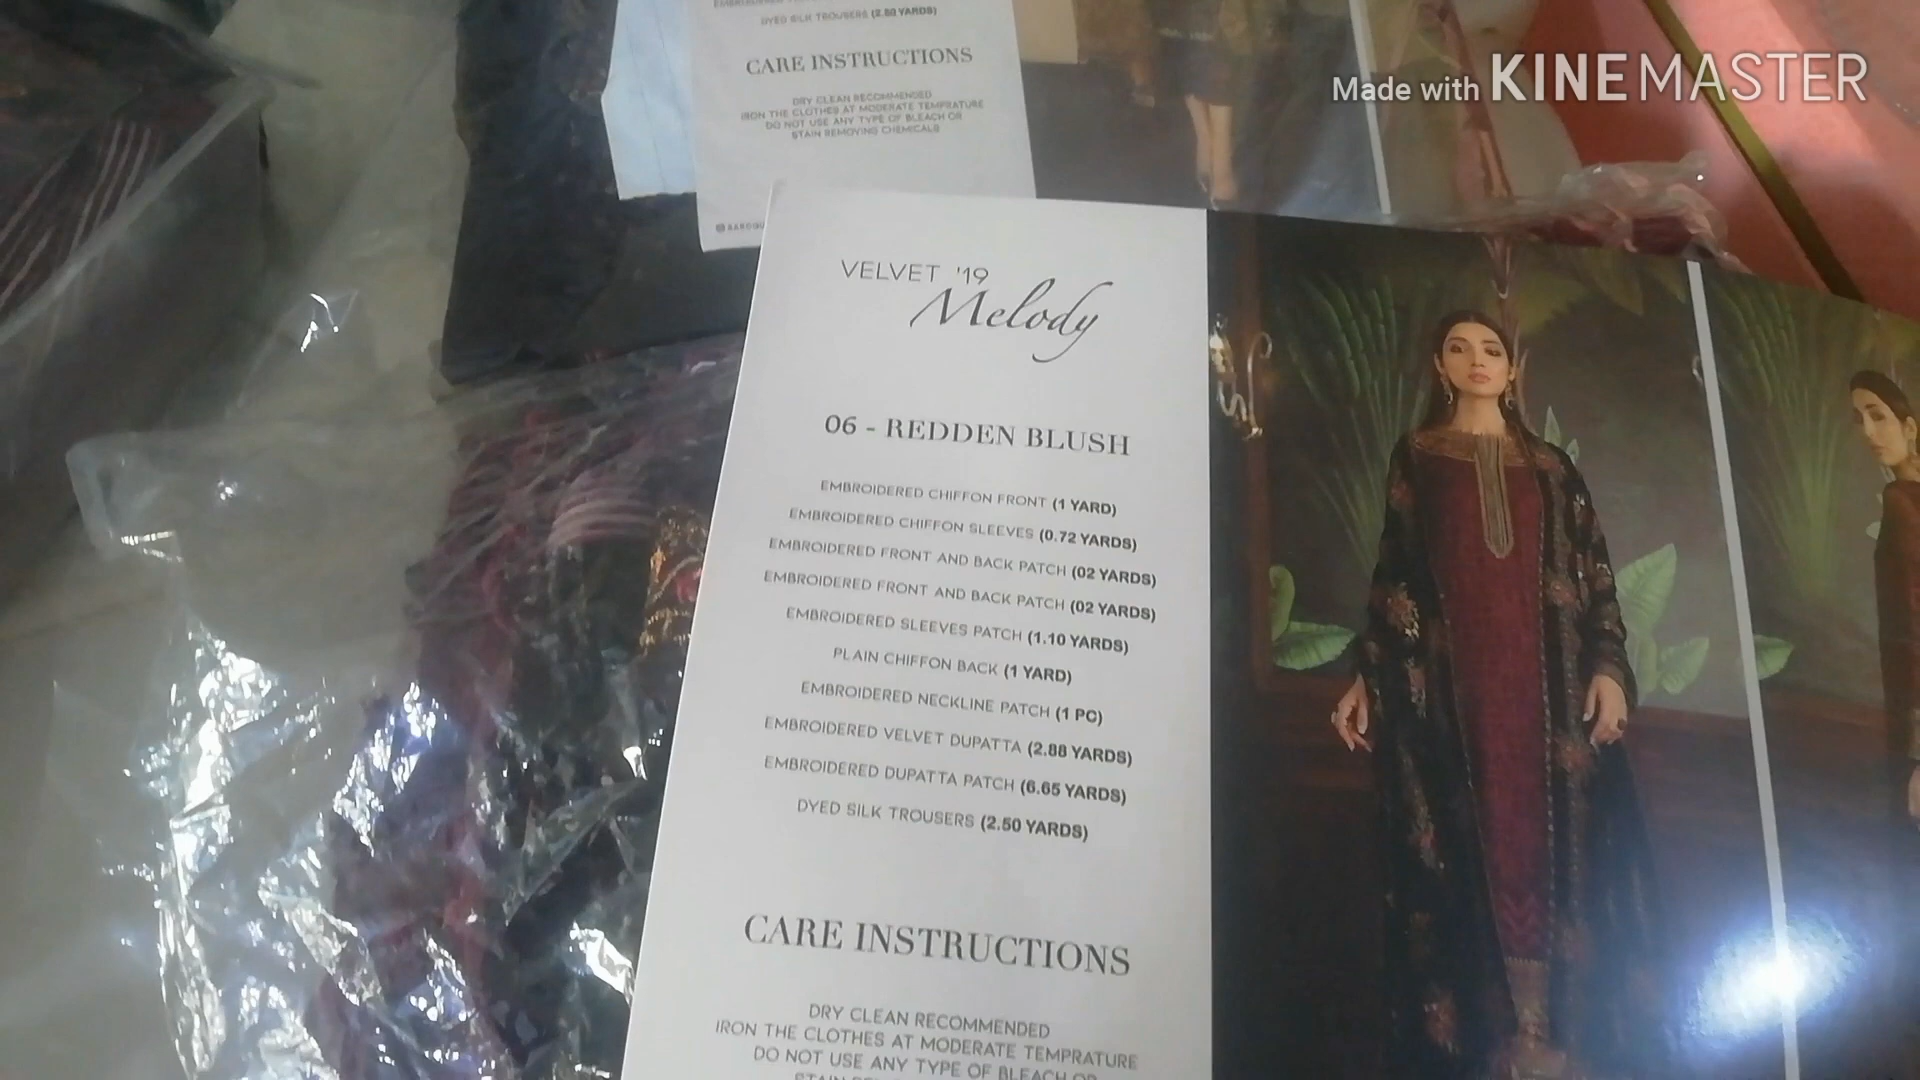 DYED SILK TROUSERS (2.50 YARDS)
CARE INSTRUCTIONS
DRY CLEAN RECOMMENDED
IRON THE CLOTHES AT MODERATE TEMPRATURE
DO NOT USE ANY TYPE OF BLEACH OR
STAIN REMOVING CHEMICALS
Made with KINEMASTER
VELVET '19
Melody
06 - REDDEN BLUSH
EMBROIDERED CHIFFON FRONT (1 YARD)
EMBROIDERED CHIFFON SLEEVES (0.72 YARDS)
EMBROIDERED FRONT AND BACK PATCH (02 YARDS)
EMBROIDERED FRONT AND BACK PATCH (02 YARDS)
EMBROIDERED SLEEVES PATCH (1.10 YARDS)
PLAIN CHIFFON BACK (1 YARD)
EMBROIDERED NECKLINE PATCH (1 PC)
EMBROIDERED VELVET DUPATTA (2.88 YARDS)
EMBROIDERED DUPATTA PATCH (6.65 YARDS)
DYED SILK TROUSERS (2.50 YARDS)
CARE INSTRUCTIONS
DRY CLEAN RECOMMENDED
IRON THE CLOTHES AT MODERATE TEMPRATURE
DO NOT USE ANY TYPE OF BLEACH OR